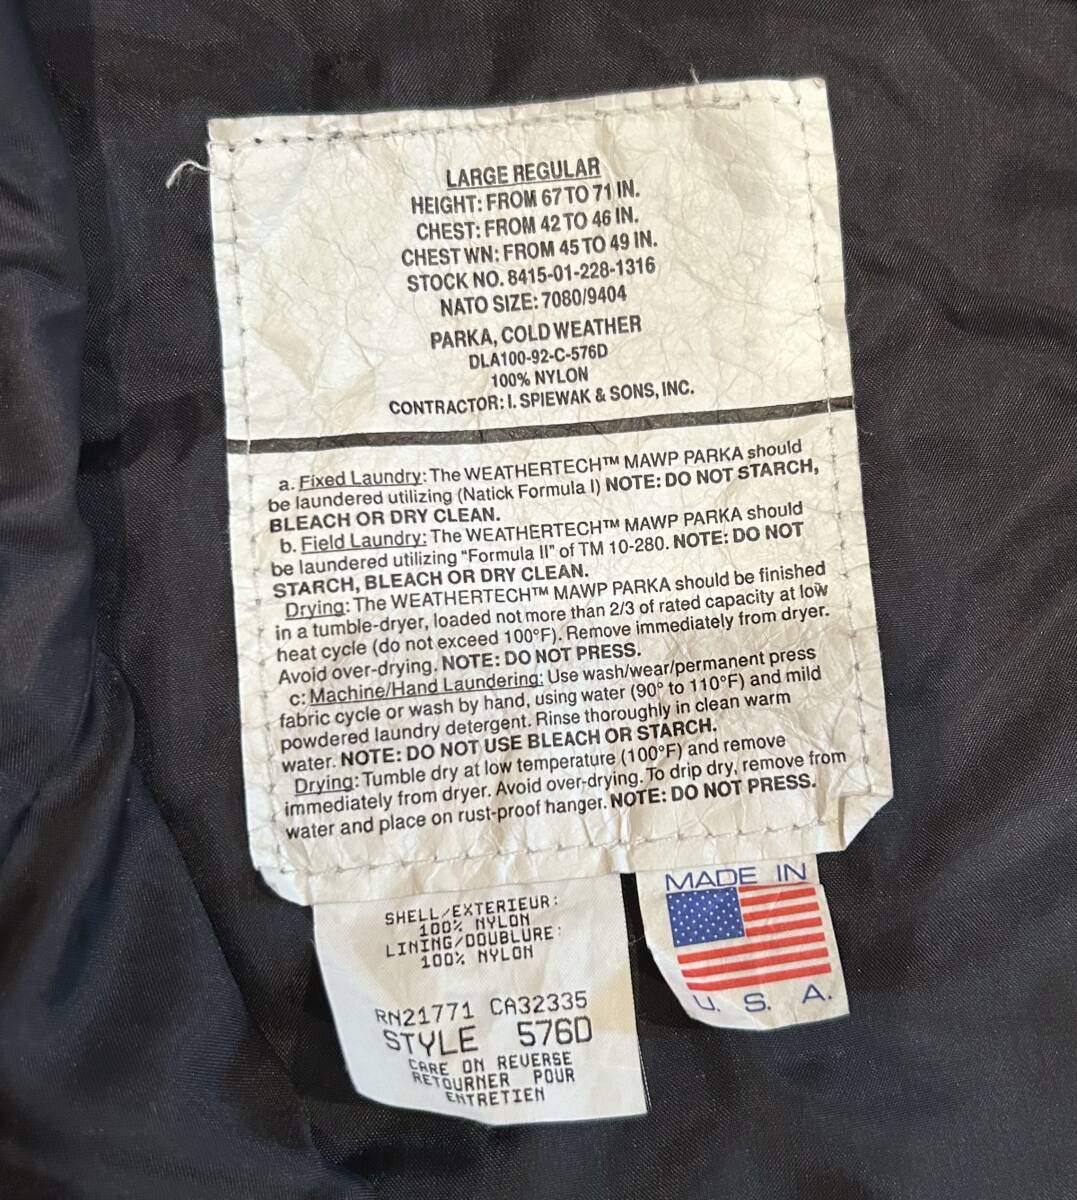 LARGE REGULAR
HEIGHT: FROM 67 TO 71 IN.
CHEST: FROM 42 TO 46 IN.
CHEST WN: FROM 45 TO 49 IN.
STOCK NO. 8415-01-228-1316
NATO SIZE: 7080/9404
PARKA, COLD WEATHER
DLA100-92-C-576D
100% NYLON
CONTRACTOR: I. SPIEWAK & SONS, INC.
a. Fixed Laundry: The WEATHERTECH™ MAWP PARKA should
be laundered utilizing (Natick Formula I) NOTE: DO NOT STARCH,
BLEACH OR DRY CLEAN.
b. Field Laundry: The WEATHERTECH™ MAWP PARKA should
be laundered utilizing "Formula II" of TM 10-280. NOTE: DO NOT
STARCH, BLEACH OR DRY CLEAN.
Drying: The WEATHERTECH™ MAWP PARKA should be finished
in a tumble-dryer, loaded not more than 2/3 of rated capacity at low
heat cycle (do not exceed 100°F). Remove immediately from dryer.
Avoid over-drying. NOTE: DO NOT PRESS.
c: Machine/Hand Laundering: Use wash/wear/permanent press
fabric cycle or wash by hand, using water (90° to 110°F) and mild
powdered laundry detergent. Rinse thoroughly in clean warm
water. NOTE: DO NOT USE BLEACH OR STARCH.
Drying: Tumble dry at low temperature (100°F) and remove
immediately from dryer. Avoid over-drying. To drip dry, remove from
water and place on rust-proof hanger. NOTE: DO NOT PRESS.
SHELL/EXTERIEUR:
100% NYLON
LINING/DOUBLURE:
100% NYLON
RN21771 CA32335
STYLE 576D
CARE ON REVERSE
RETOURNER POUR
ENTRETIEN
MADE IN
U. S. A.